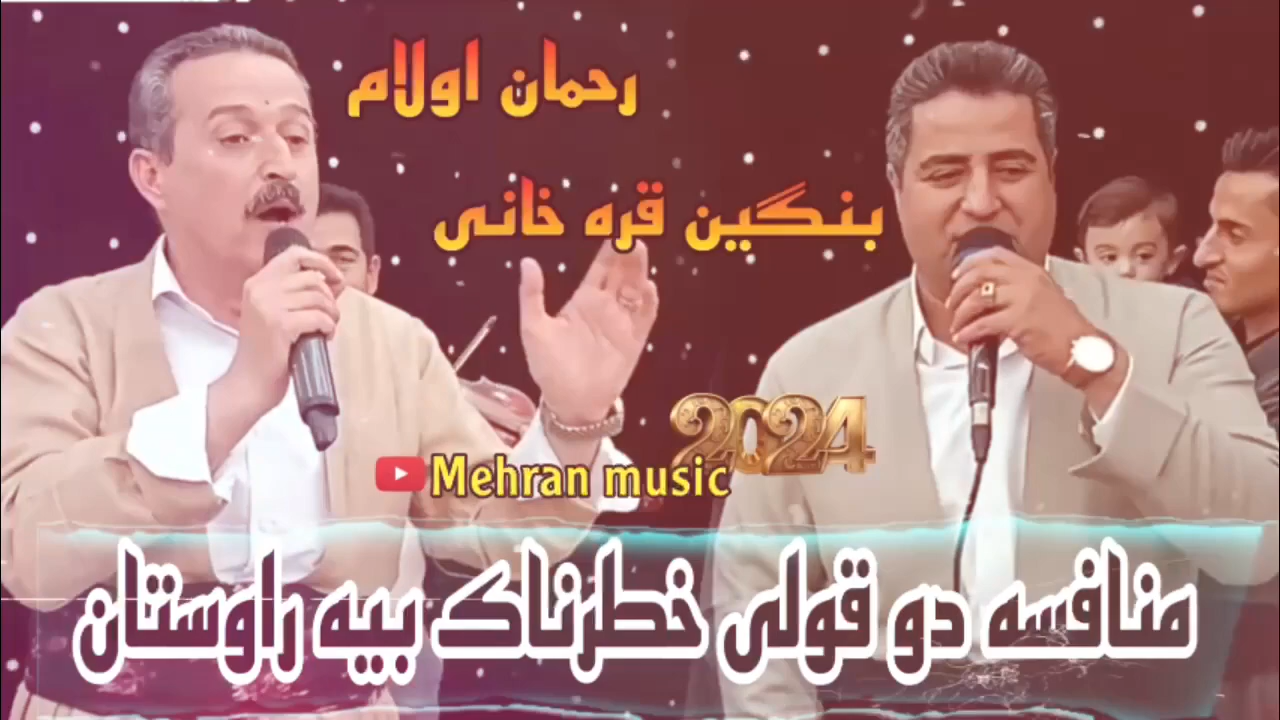 رحمان اولام
بنگین قره خانی
2024
Mehran music
منافسه دو قولی خطرناک بیه راوستان